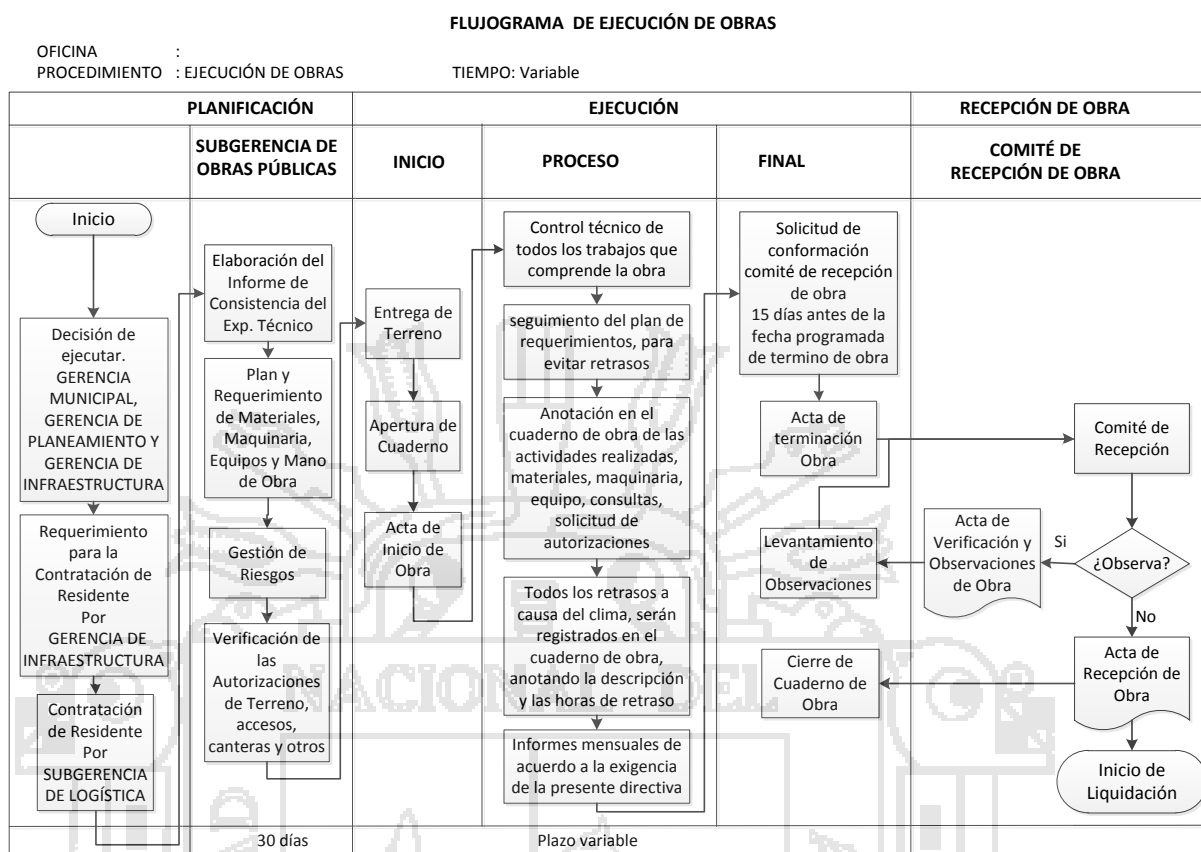 FLUJOGRAMA DE EJECUCIÓN DE OBRAS
OFICINA :
PROCEDIMIENTO : EJECUCIÓN DE OBRAS TIEMPO: Variable
PLANIFICACIÓN
EJECUCIÓN
RECEPCIÓN DE OBRA
SUBGERENCIA DE
OBRAS PÚBLICAS
INICIO
PROCESO
FINAL
COMITÉ DE
RECEPCIÓN DE OBRA
Inicio
Decisión de
ejecutar.
GERENCIA
MUNICIPAL,
GERENCIA DE
PLANEAMIENTO Y
GERENCIA DE
INFRAESTRUCTURA
Requerimiento
para la
Contratación de
Residente
Por
GERENCIA DE
INFRAESTRUCTURA
Contratación
de Residente
Por
SUBGERENCIA
DE LOGÍSTICA
Elaboración del
Informe de
Consistencia del
Exp. Técnico
Plan y
Requerimiento
de Materiales,
Maquinaria,
Equipos y Mano
de Obra
Gestión de
Riesgos
Verificación de
las
Autorizaciones
de Terreno,
accesos,
canteras y otros
Entrega de
Terreno
Apertura de
Cuaderno
Acta de
Inicio de
Obra
Control técnico de
todos los trabajos que
comprende la obra
seguimiento del plan de
requerimientos, para
evitar retrasos
Anotación en el
cuaderno de obra de las
actividades realizadas,
materiales, maquinaria,
equipo, consultas,
solicitud de
autorizaciones
Todos los retrasos a
causa del clima, serán
registrados en el
cuaderno de obra,
anotando la descripción
y las horas de retraso
Informes mensuales de
acuerdo a la exigencia
de la presente directiva
Solicitud de
conformación
comité de recepción
de obra
15 días antes de la
fecha programada
de termino de obra
Acta de
terminación
Obra
Levantamiento
de
Observaciones
Cierre de
Cuaderno de
Obra
Comité de
Recepción
¿Observa?
Si
Acta de
Verificación y
Observaciones
de Obra
No
Acta de
Recepción de
Obra
Inicio de
Liquidación
30 días
Plazo variable
NACIONAL DEL